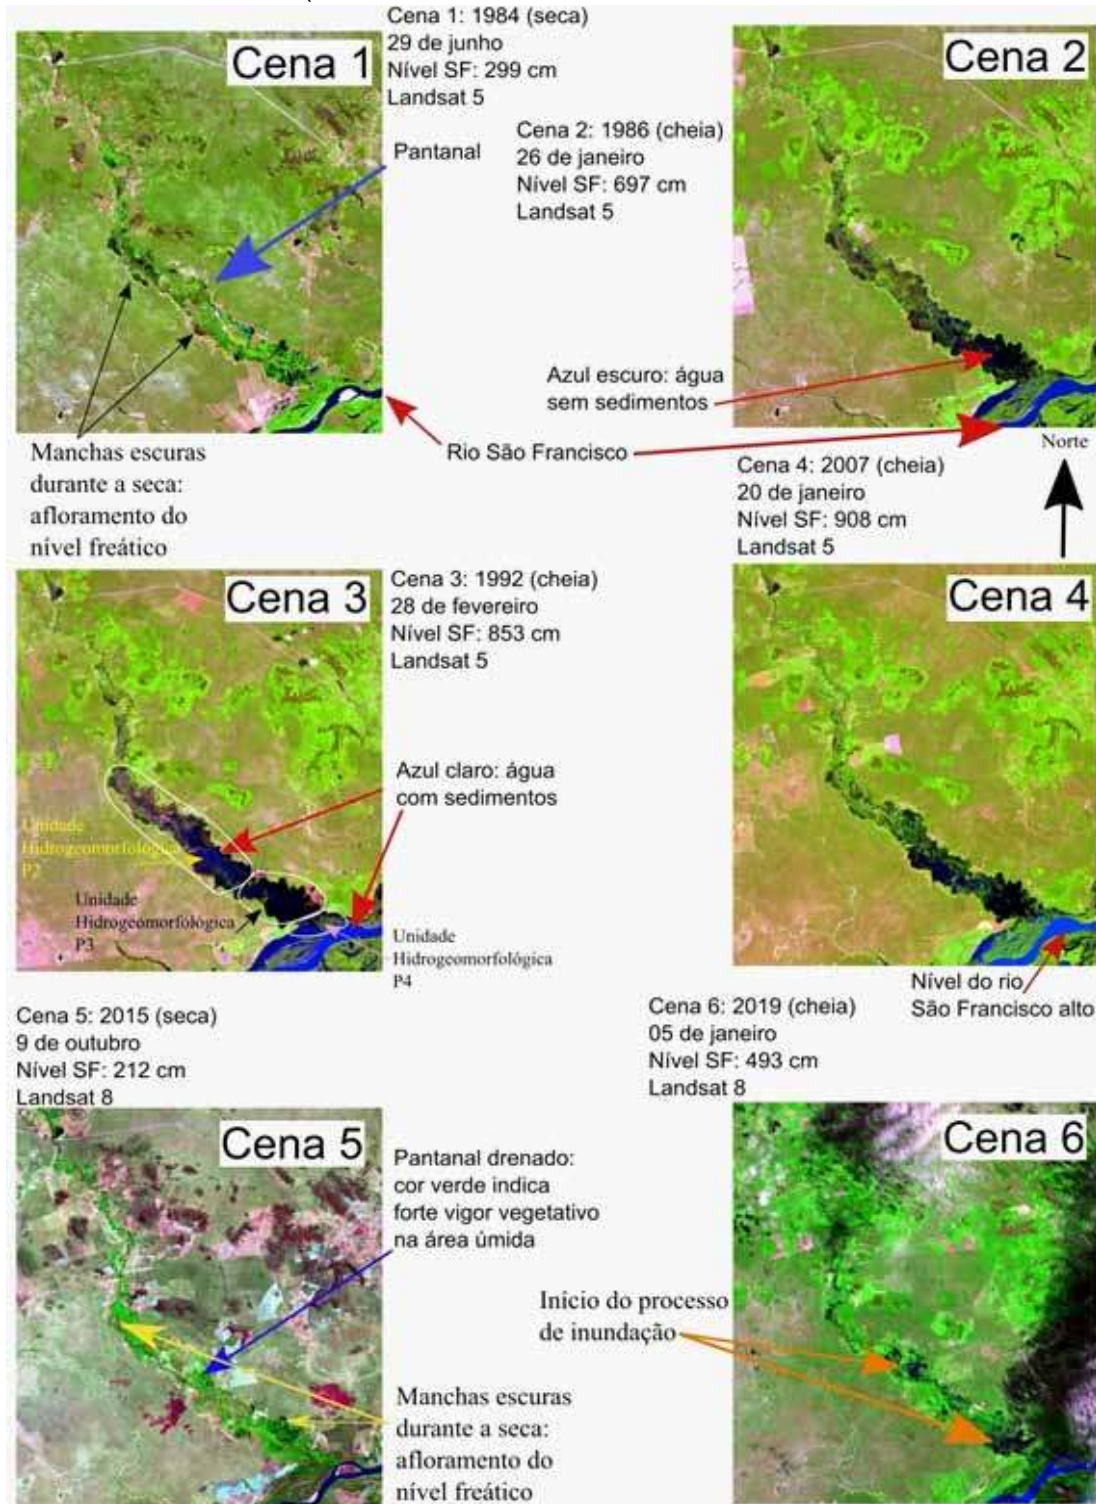 Cena 1
Cena 1: 1984 (seca)
29 de junho
Nível SF: 299 cm
Landsat 5
Cena 2
Pantanal
Cena 2: 1986 (cheia)
26 de janeiro
Nível SF: 697 cm
Landsat 5
Azul escuro: água
sem sedimentos
Rio São Francisco
Manchas escuras
durante a seca:
afloramento do
nível freático
Norte
Cena 4: 2007 (cheia)
20 de janeiro
Nível SF: 908 cm
Landsat 5
Cena 3
Cena 3: 1992 (cheia)
28 de fevereiro
Nível SF: 853 cm
Landsat 5
Cena 4
Azul claro: água
com sedimentos
Unidade
Hidrogeomorfológica
P2
Unidade
Hidrogeomorfológica
P3
Unidade
Hidrogeomorfológica
P4
Nível do rio
São Francisco alto
Cena 5: 2015 (seca)
9 de outubro
Nível SF: 212 cm
Landsat 8
Cena 6: 2019 (cheia)
05 de janeiro
Nível SF: 493 cm
Landsat 8
Cena 5
Pantanal drenado:
cor verde indica
forte vigor vegetativo
na área úmida
Cena 6
Início do processo
de inundação
Manchas escuras
durante a seca:
afloramento do
nível freático